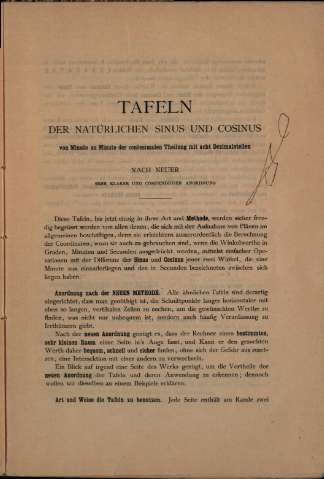 TAFELN
DER NATÜRLICHEN SINUS UND COSINUS
von Minute zu Minute der centesimalen Theilung mit acht Decimalstellen
NACH NEUER
SEHR KLARER UND COMPENDIÖSER ANORDNUNG
Diese Tafeln, bis jetzt einzig in ihrer Art und Methode, werden sicher freu-
dig begrüsst werden von allen denen, die sich mit der Aufnahme von Plänen im
allgemeinen beschäftigen, denn sie erleichtern ausserordentlich die Berechnung
der Coordinaten, wozu sie auch zu gebrauchen sind, wenn die Winkelwerthe in
Graden, Minuten und Secunden ausgedrückt werden, mittelst einfacher Ope-
rationen mit der Differenz der Sinus und Cosinus jener zwei Winkel, die eine
Minute von einander liegen und den in Secunden bezeichneten zwischen sich
liegen haben.
Anordnung nach der NEUEN METHODE. Alle ähnlichen Tafeln sind derartig
eingerichtet, dass man genöthigt ist, die Schnittpunkte langer horizontaler mit
eben so langen, vertikalen Zeilen zu suchen, um die gewünschten Werthe zu
finden, was nicht nur unbequem ist, sondern auch häufig Veranlassung zu
Irrthümern giebt.
Nach der neuen Anordnung genügt es, dass der Rechner einen bestimmten,
sehr kleinen Raum einer Seite in's Auge fasst, und kann er den gesuchten
Werth daher bequem, schnell und sicher finden, ohne sich der Gefahr aus zuset-
zen, eine Interaction mit einer andern zu verwechseln.
Ein Blick auf irgend eine Seite des Werks genügt, um die Vortheile der
neuen Anordnung der Tafeln und deren Anwendung zu erkennen; dennoch
wollen wir dieselben an einem Beispiele erklären.
Art und Weise die Tafeln zu benutzen. Jede Seite enthält am Rande zwei